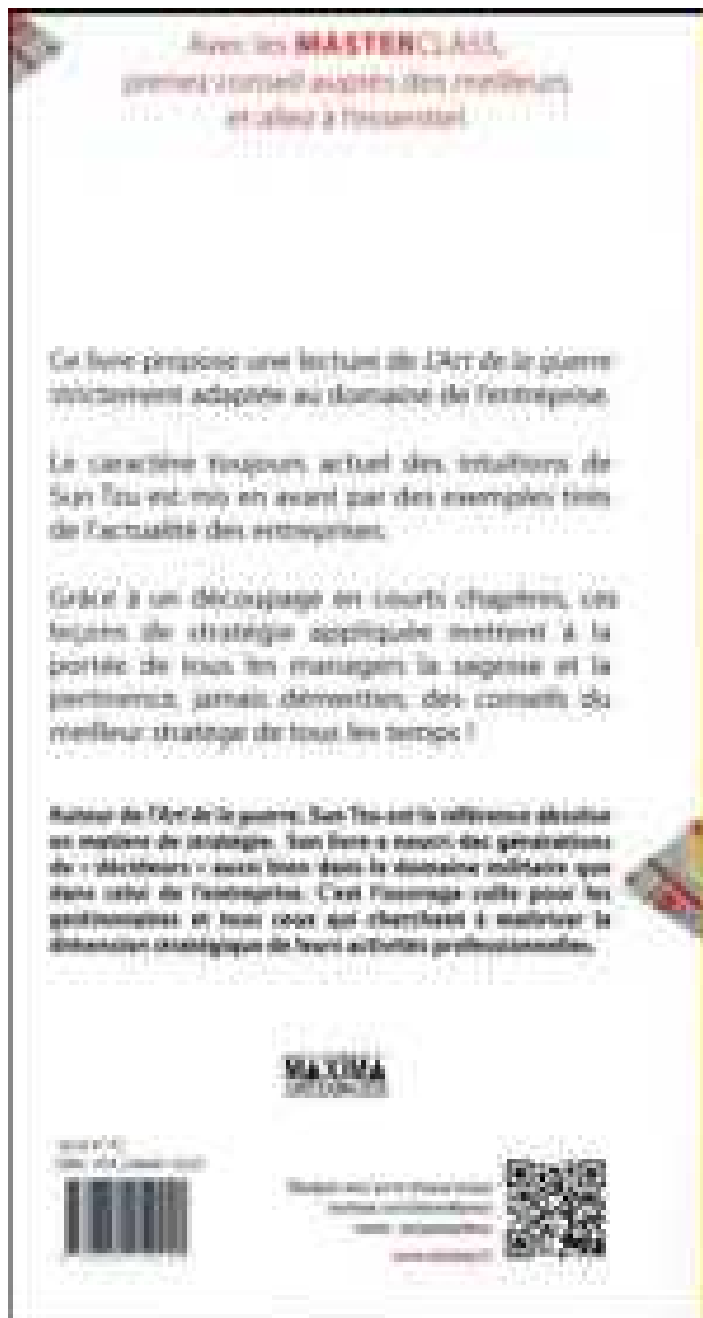 Avec les MASTERCLASS,
prenez conseil auprès des meilleurs
et allez à l'essentiel.
Ce livre propose une lecture de L'Art de la guerre
strictement adaptée au domaine de l'entreprise.
Le caractère toujours actuel des intuitions de
Sun Tzu est mis en avant par des exemples tirés
de l'actualité des entreprises.
Grâce à un découpage en courts chapitres, ces
leçons de stratégie appliquée mettent à la
portée de tous les managers la sagesse et la
pertinence, jamais démenties, des conseils du
meilleur stratège de tous les temps !
Auteur de l'Art de la guerre, Sun Tzu est la référence absolue
en matière de stratégie. Son livre a nourri des générations
de « décideurs » aussi bien dans le domaine militaire que
dans celui de l'entreprise. C'est l'ouvrage culte pour les
gestionnaires et tous ceux qui cherchent à maîtriser la
dimension stratégique de leurs activités professionnelles.
MAXIMA